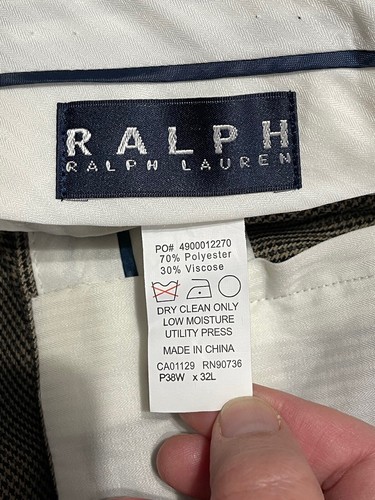 RALPH
RALPH LAUREN
PO# 4900012270
70% Polyester
30% Viscose
DRY CLEAN ONLY
LOW MOISTURE
UTILITY PRESS
MADE IN CHINA
CA01129 RN90736
P38W x 32L